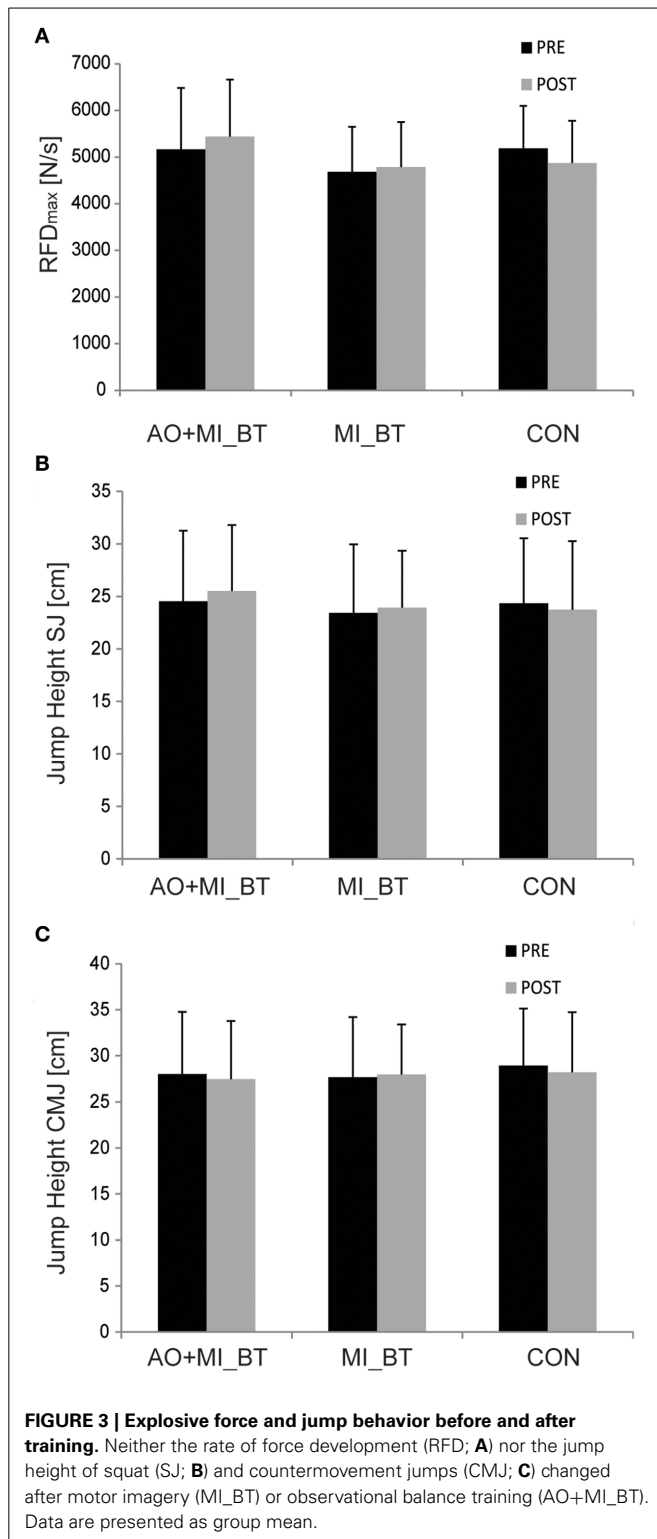 A
PRE
POST
7000
6000
5000
4000
3000
2000
1000
0
RFDmax [N/s]
AO+MI_BT MI_BT CON
B
PRE
POST
35
30
25
20
15
10
5
0
Jump Height SJ [cm]
AO+MI_BT MI_BT CON
C
PRE
POST
40
35
30
25
20
15
10
5
0
Jump Height CMJ [cm]
AO+MI_BT MI_BT CON
FIGURE 3 | Explosive force and jump behavior before and after
training. Neither the rate of force development (RFD; A) nor the jump
height of squat (SJ; B) and countermovement jumps (CMJ; C) changed
after motor imagery (MI_BT) or observational balance training (AO+MI_BT).
Data are presented as group mean.